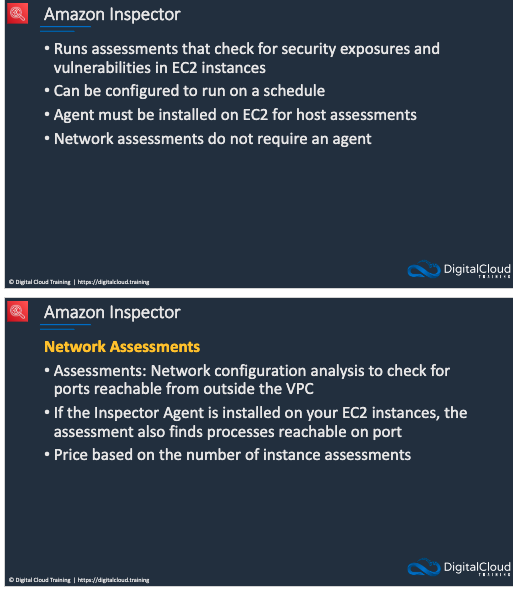 Amazon Inspector
• Runs assessments that check for security exposures and
vulnerabilities in EC2 instances
• Can be configured to run on a schedule
• Agent must be installed on EC2 for host assessments
• Network assessments do not require an agent
DigitalCloud
TRAINING
© Digital Cloud Training | https://digitalcloud.training
Amazon Inspector
Network Assessments
• Assessments: Network configuration analysis to check for
ports reachable from outside the VPC
• If the Inspector Agent is installed on your EC2 instances, the
assessment also finds processes reachable on port
• Price based on the number of instance assessments
DigitalCloud
TRAINING
© Digital Cloud Training | https://digitalcloud.training